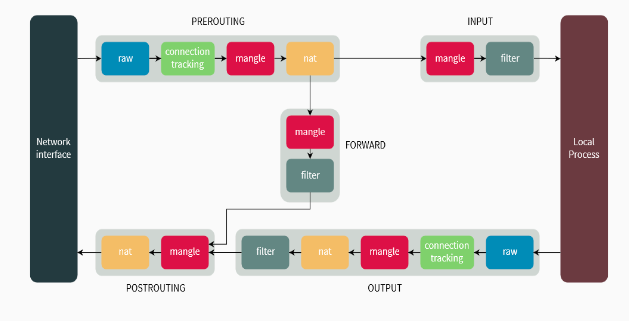 PREROUTING
INPUT
raw
connection
tracking
mangle
nat
mangle
filter
Network
interface
mangle
FORWARD
filter
Local
Process
nat
mangle
filter
nat
mangle
connection
tracking
raw
POSTROUTING
OUTPUT